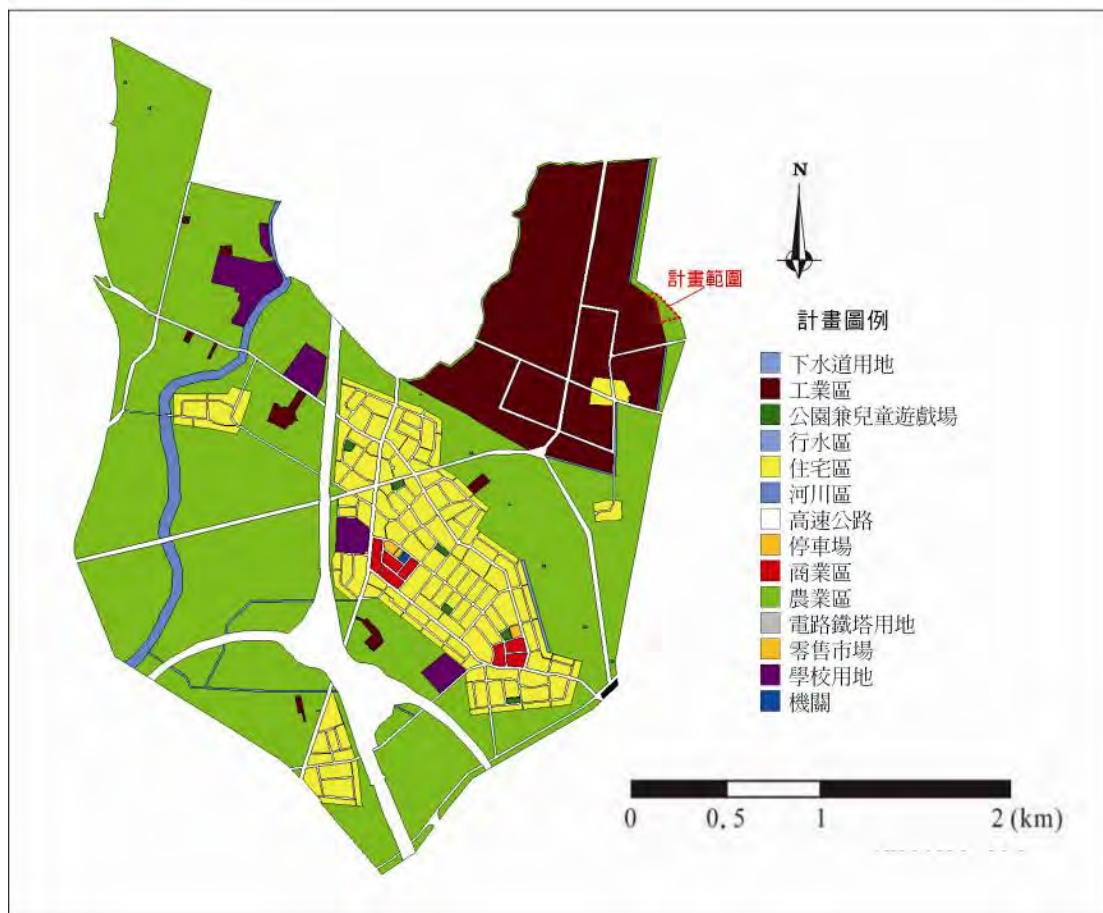 N
計畫範圍
計畫圖例
下水道用地
工業區
公園兼兒童遊戲場
行水區
住宅區
河川區
高速公路
停車場
商業區
農業區
電路鐵塔用地
零售市場
學校用地
機關
0 0.5 1 2 (km)